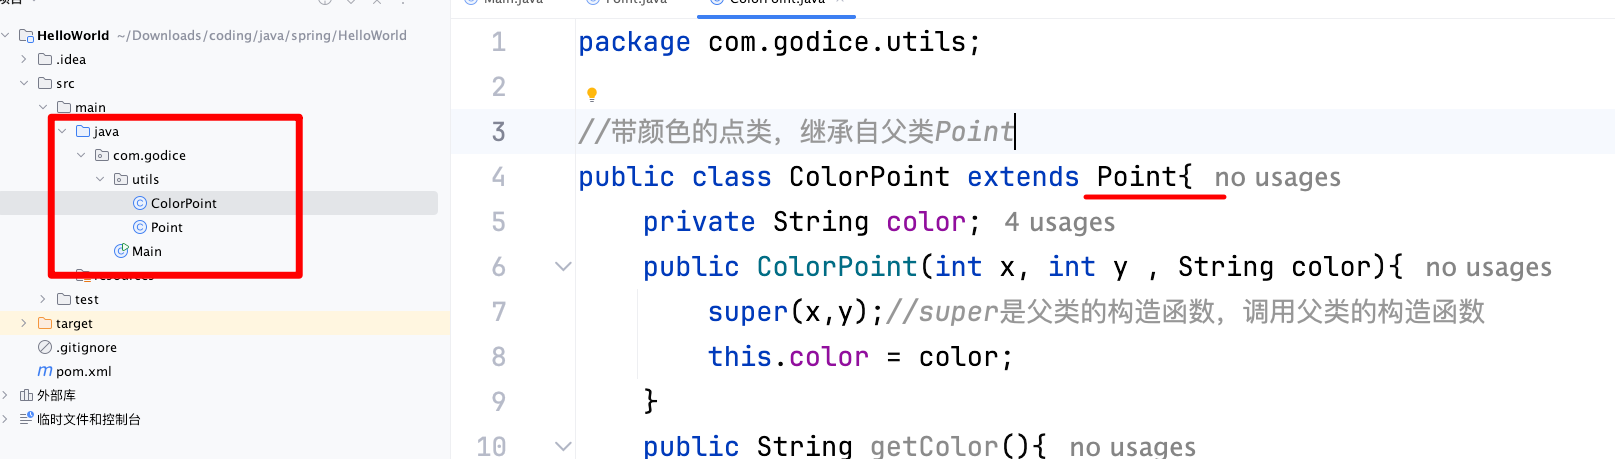 项目
Main.java Point.java ColorPoint.java
HelloWorld ~/Downloads/coding/java/spring/HelloWorld
.idea
src
main
java
com.godice
utils
ColorPoint
Point
Main
resources
test
target
.gitignore
pom.xml
外部库
临时文件和控制台
1 package com.godice.utils;
2
3 //带颜色的点类，继承自父类Point
4 public class ColorPoint extends Point{ no usages
5 private String color; 4 usages
6 public ColorPoint(int x, int y , String color){ no usages
7 super(x,y);//super是父类的构造函数，调用父类的构造函数
8 this.color = color;
9 }
10 public String getColor(){ no usages